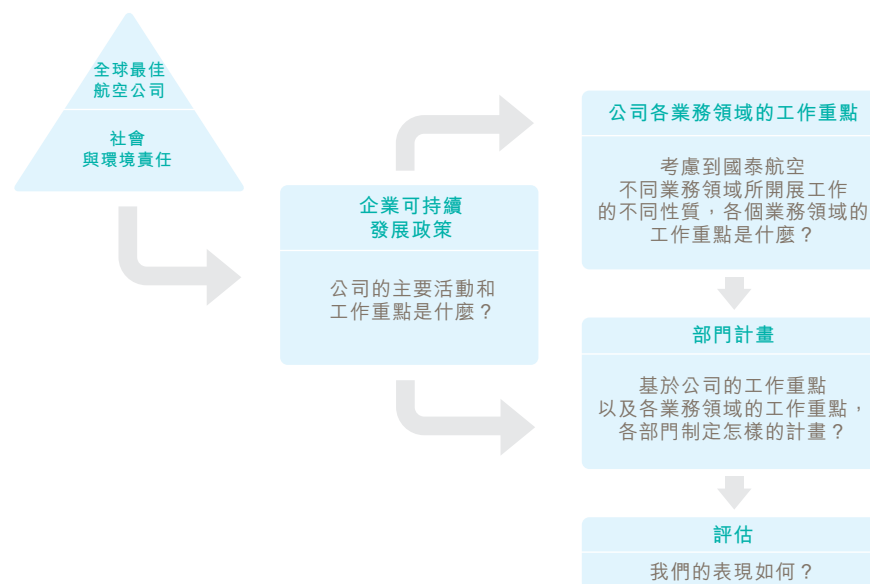 全球最佳
航空公司
社會
與環境責任
企業可持續
發展政策
公司的主要活動和
工作重點是什麼？
公司各業務領域的工作重點
考慮到國泰航空
不同業務領域所開展工作
的不同性質，各個業務領域的
工作重點是什麼？
部門計畫
基於公司的工作重點
以及各業務領域的工作重點，
各部門制定怎樣的計畫？
評估
我們的表現如何？